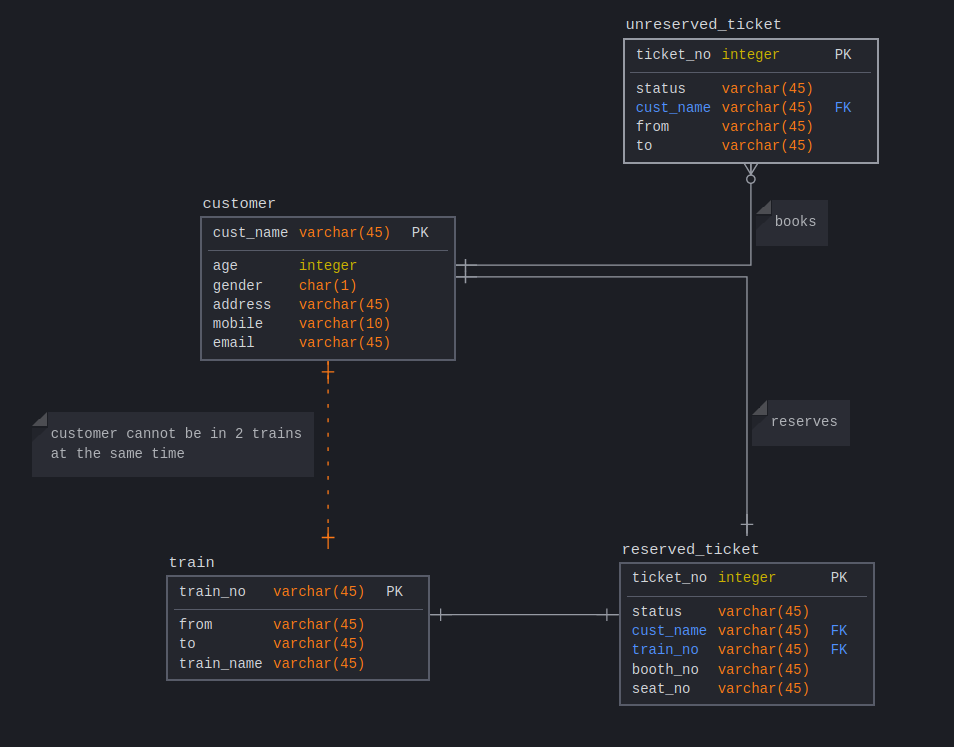 unreserved_ticket
ticket_no integer PK
status varchar(45)
cust_name varchar(45) FK
from varchar(45)
to varchar(45)
books
customer
cust_name varchar(45) PK
age integer
gender char(1)
address varchar(45)
mobile varchar(10)
email varchar(45)
customer cannot be in 2 trains
at the same time
reserves
train
train_no varchar(45) PK
from varchar(45)
to varchar(45)
train_name varchar(45)
reserved_ticket
ticket_no integer PK
status varchar(45)
cust_name varchar(45) FK
train_no varchar(45) FK
booth_no varchar(45)
seat_no varchar(45)